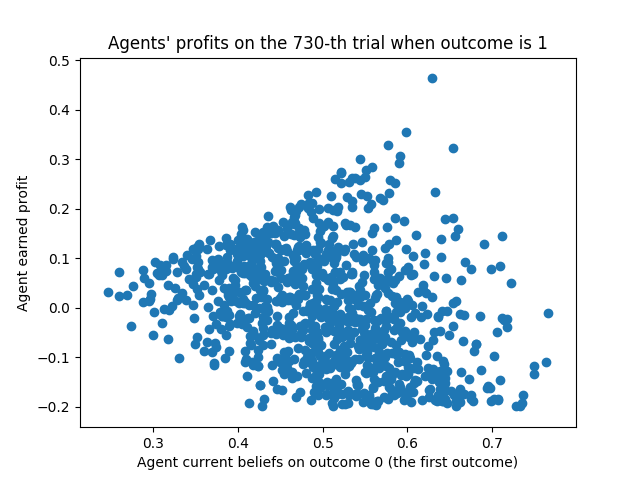 Agents' profits on the 730-th trial when outcome is 1
Agent earned profit
0.5
0.4
0.3
0.2
0.1
0.0
−0.1
−0.2
0.3 0.4 0.5 0.6 0.7
Agent current beliefs on outcome 0 (the first outcome)